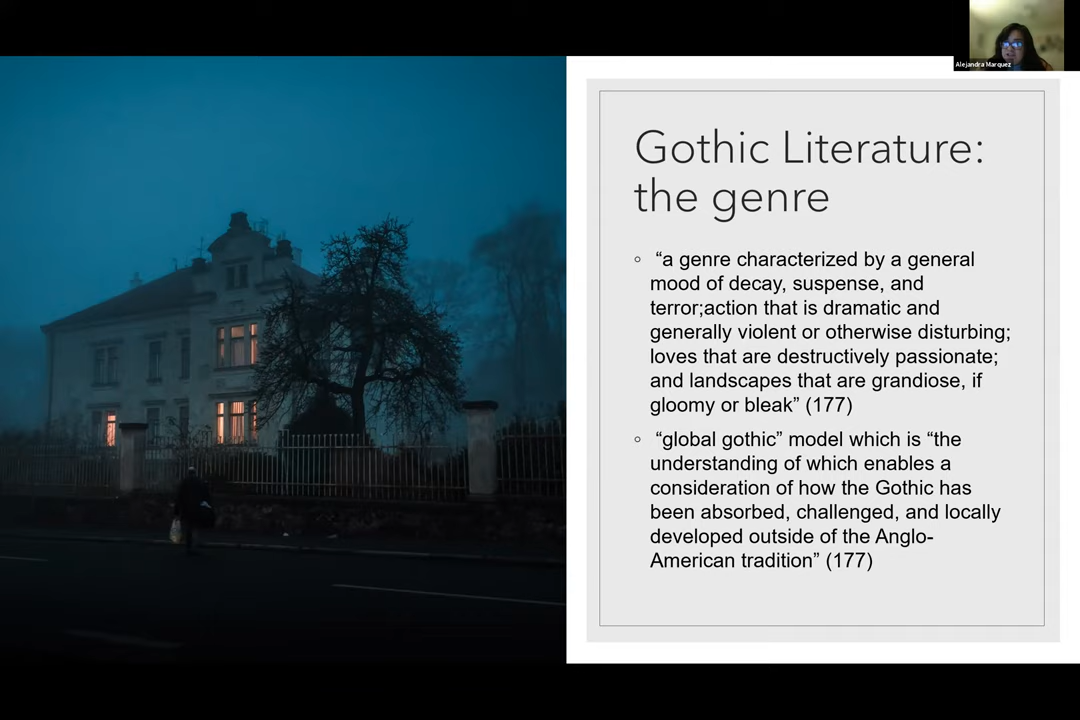 Alejandra Marquez
Gothic Literature:
the genre
“a genre characterized by a general
mood of decay, suspense, and
terror;action that is dramatic and
generally violent or otherwise disturbing;
loves that are destructively passionate;
and landscapes that are grandiose, if
gloomy or bleak” (177)
“global gothic” model which is “the
understanding of which enables a
consideration of how the Gothic has
been absorbed, challenged, and locally
developed outside of the Anglo-
American tradition” (177)